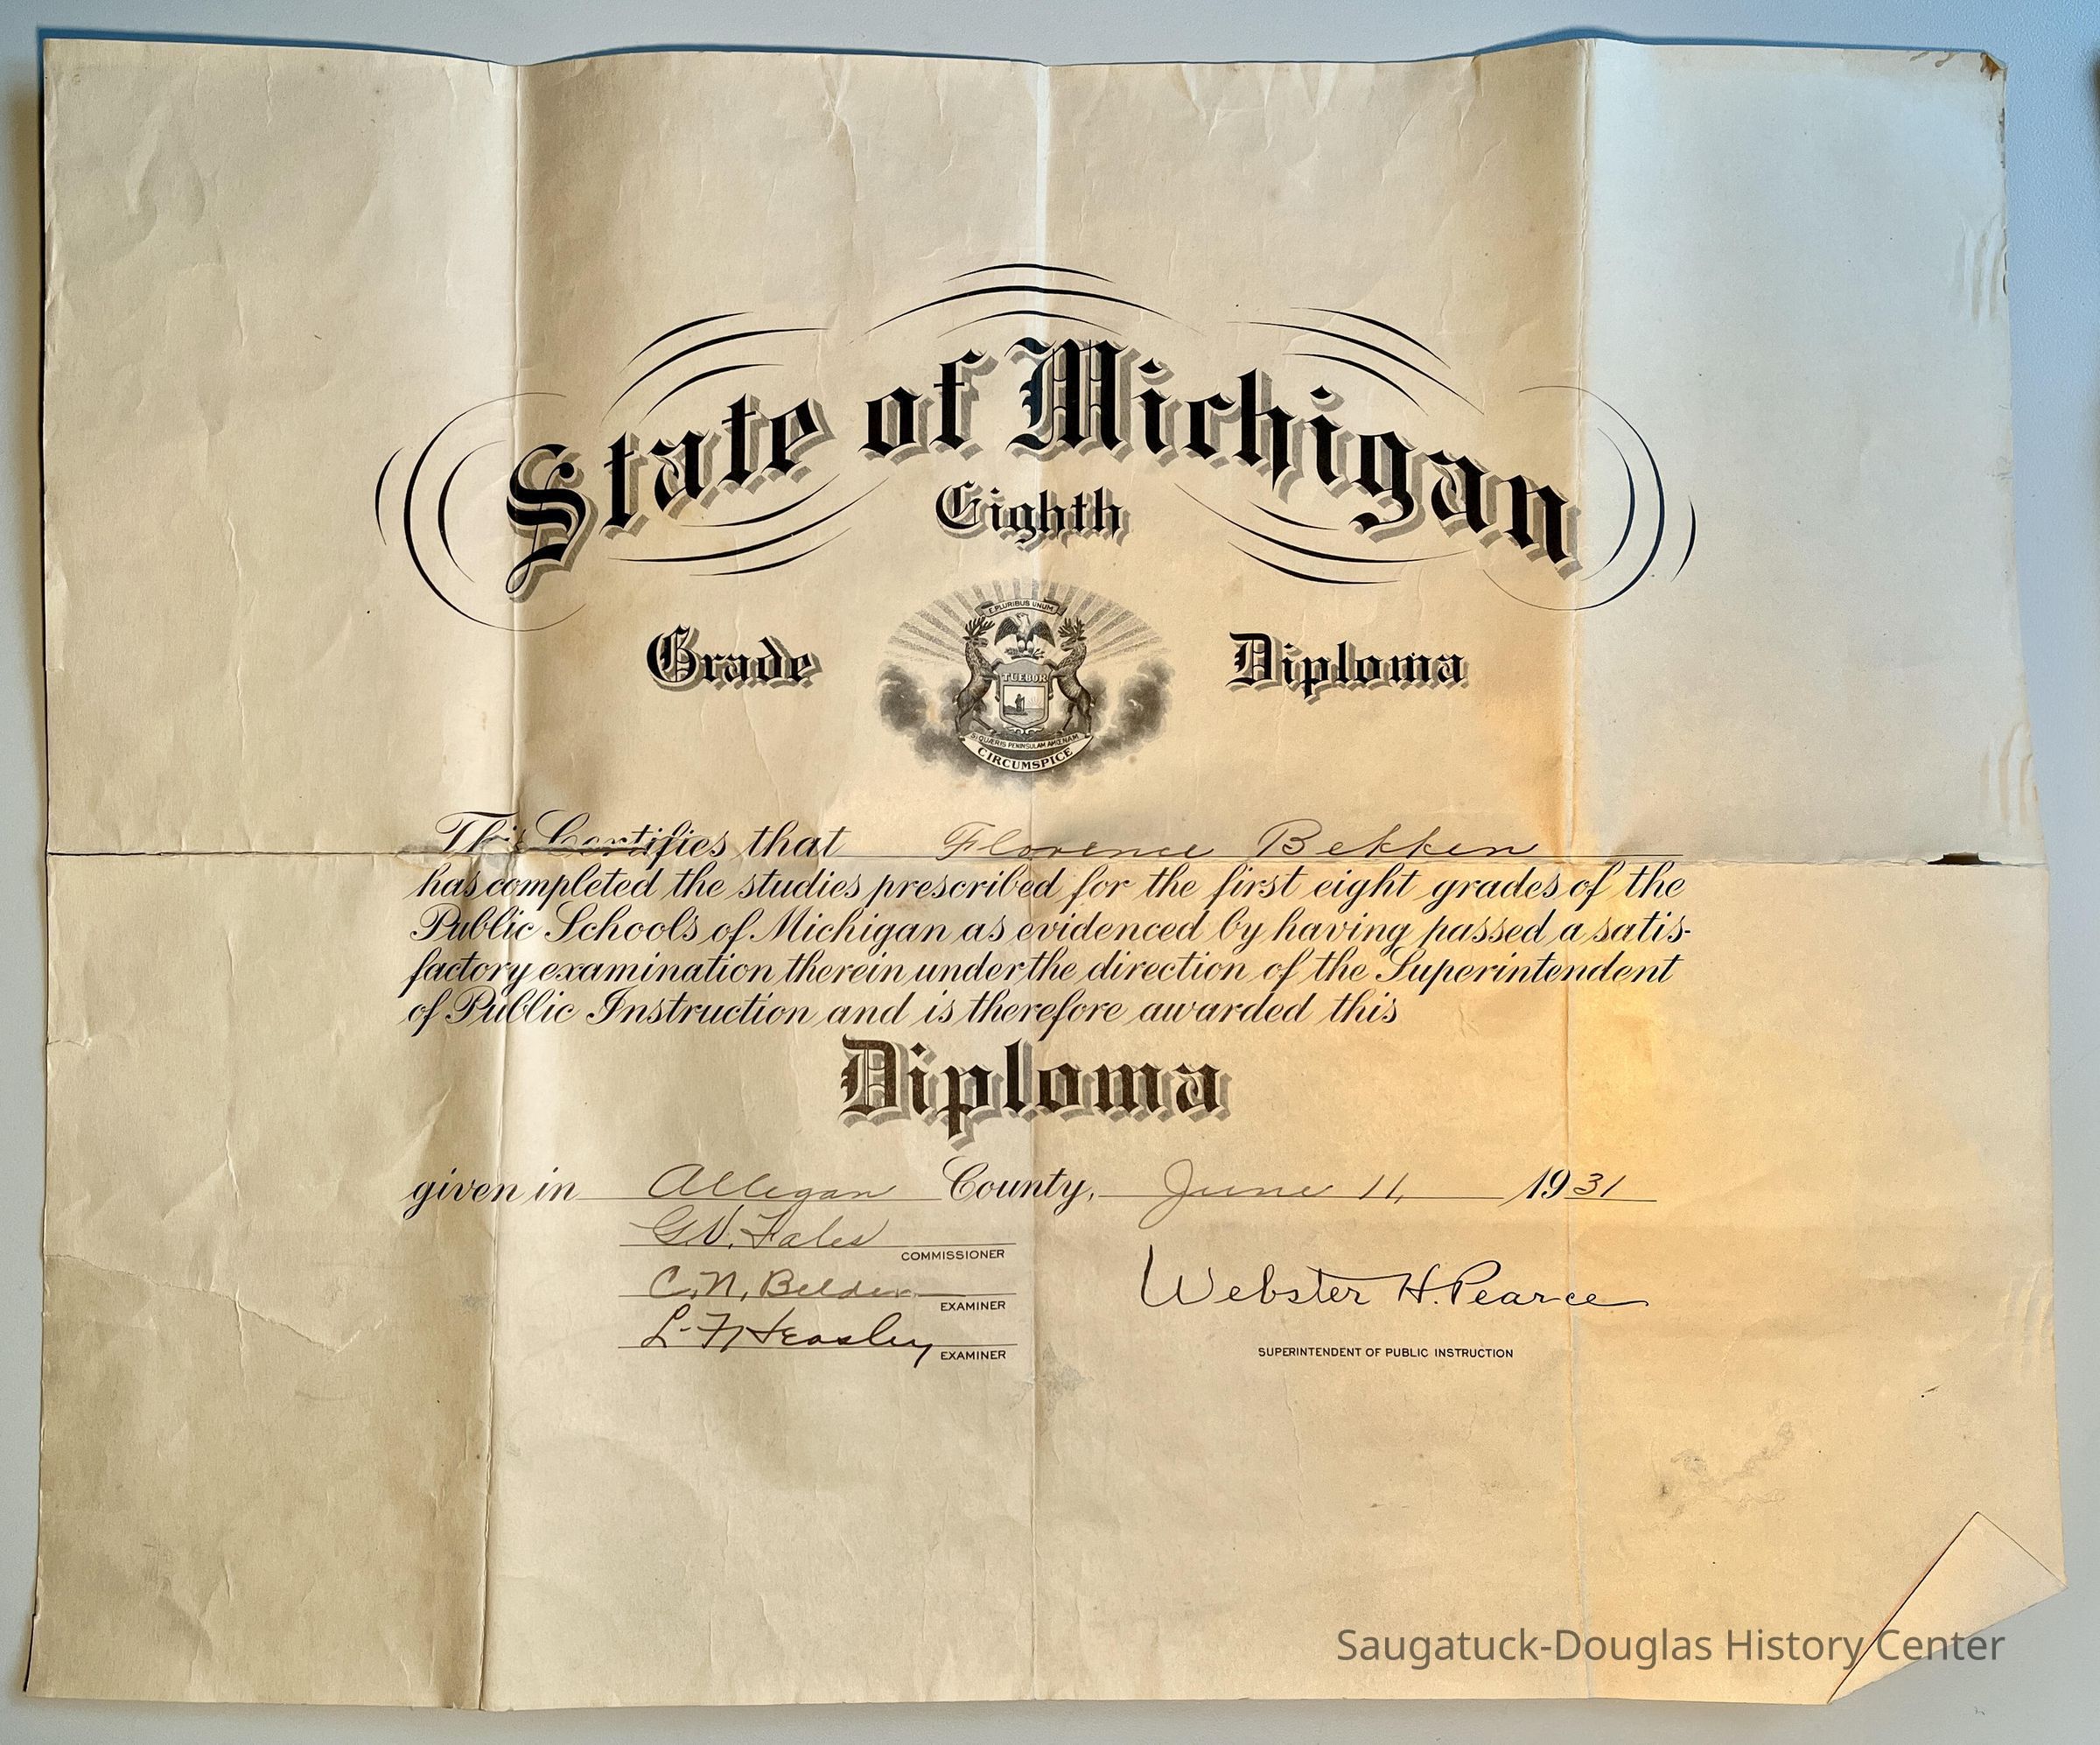 State of Michigan
Eighth
Grade Diploma
E PLURIBUS UNUM
TUEBOR
SI QUÆRIS PENINSULAM AMŒNAM
CIRCUMSPICE
This Certifies that Florence Bekken
has completed the studies prescribed for the first eight grades of the
Public Schools of Michigan as evidenced by having passed a satis-
factory examination therein under the direction of the Superintendent
of Public Instruction and is therefore awarded this
Diploma
given in Allegan County, June 11, 1931
G.N. Fales
COMMISSIONER
C.N. Belden
EXAMINER
L-F Heasley
EXAMINER
Webster H. Pearce
SUPERINTENDENT OF PUBLIC INSTRUCTION
Saugatuck-Douglas History Center